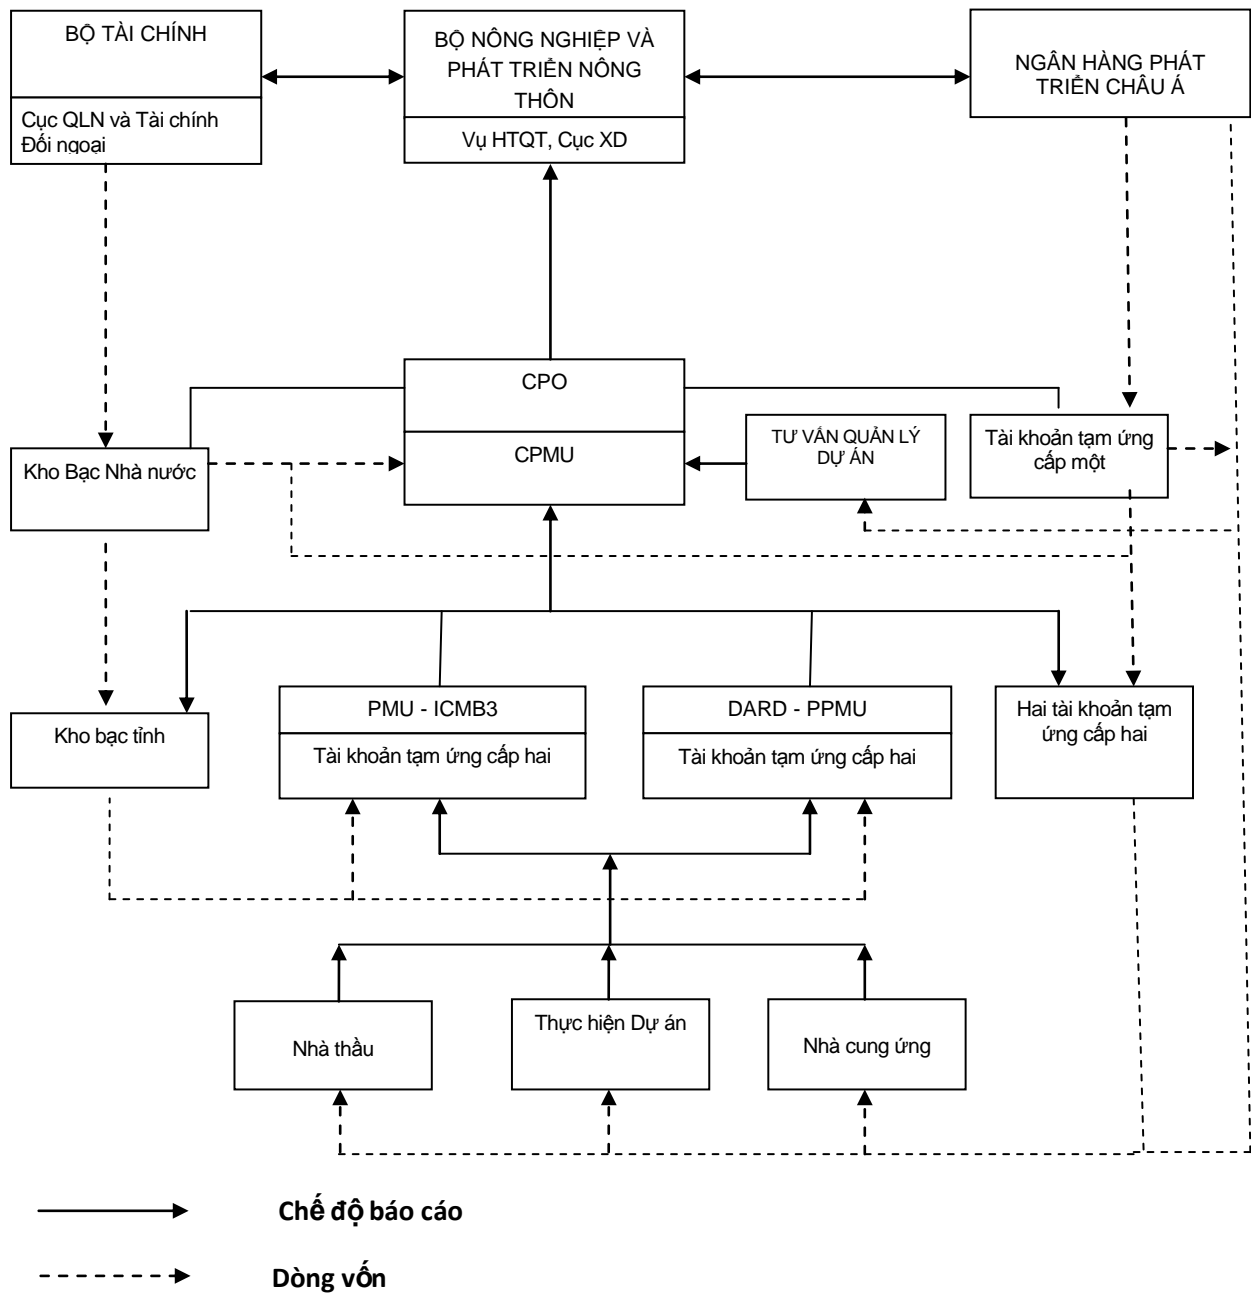 BỘ TÀI CHÍNH
Cục QLN và Tài chính
Đối ngoại
BỘ NÔNG NGHIỆP VÀ
PHÁT TRIỂN NÔNG
THÔN
Vụ HTQT, Cục XD
NGÂN HÀNG PHÁT
TRIỂN CHÂU Á
CPO
CPMU
TƯ VẤN QUẢN LÝ
DỰ ÁN
Tài khoản tạm ứng
cấp một
Kho Bạc Nhà nước
Kho bạc tỉnh
PMU - ICMB3
Tài khoản tạm ứng cấp hai
DARD - PPMU
Tài khoản tạm ứng cấp hai
Hai tài khoản tạm
ứng cấp hai
Nhà thầu
Thực hiện Dự án
Nhà cung ứng
Chế độ báo cáo
Dòng vốn